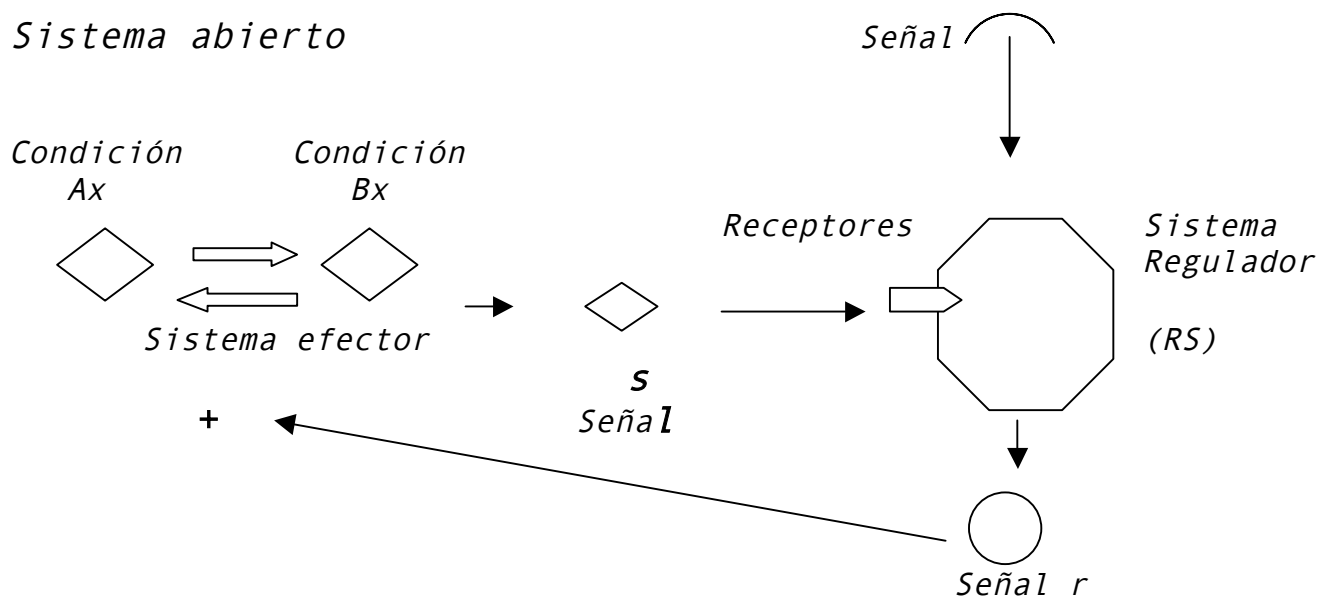 Sistema abierto
Señal
Condición
Ax
Condición
Bx
Receptores
Sistema
Regulador
(RS)
Sistema efector
s
Señal
+
Señal r